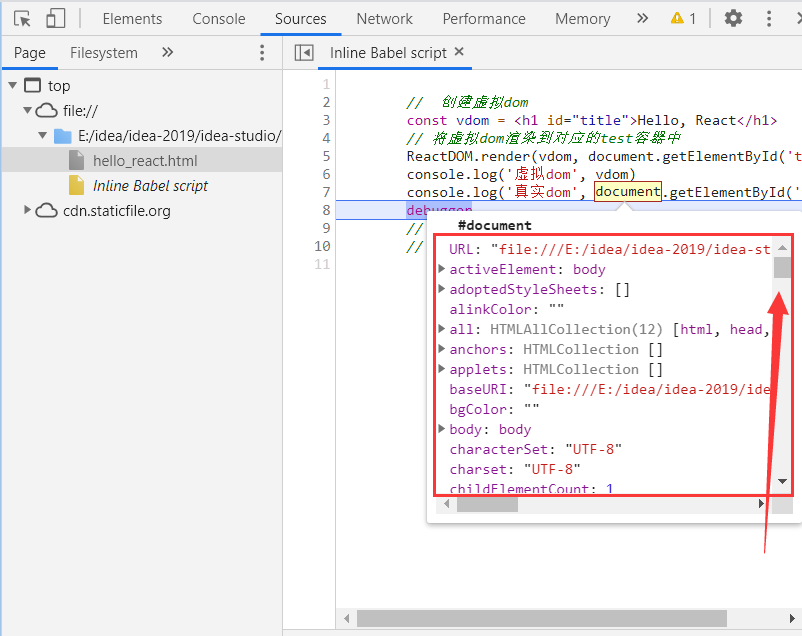 Elements Console Sources Network Performance Memory 1
Page Filesystem Inline Babel script
top
file://
E:/idea/idea-2019/idea-studio/
hello_react.html
Inline Babel script
cdn.staticfile.org
1
2 // 创建虚拟dom
3 const vdom = <h1 id="title">Hello, React</h1>
4 // 将虚拟dom渲染到对应的test容器中
5 ReactDOM.render(vdom, document.getElementById('t
6 console.log('虚拟dom', vdom)
7 console.log('真实dom', document.getElementById('
8 debugger
9 //
10 //
11
#document
URL: "file:///E:/idea/idea-2019/idea-st
activeElement: body
adoptedStyleSheets: []
alinkColor: ""
all: HTMLAllCollection(12) [html, head,
anchors: HTMLCollection []
applets: HTMLCollection []
baseURI: "file:///E:/idea/idea-2019/ide
bgColor: ""
body: body
characterSet: "UTF-8"
charset: "UTF-8"
childElementCount: 1